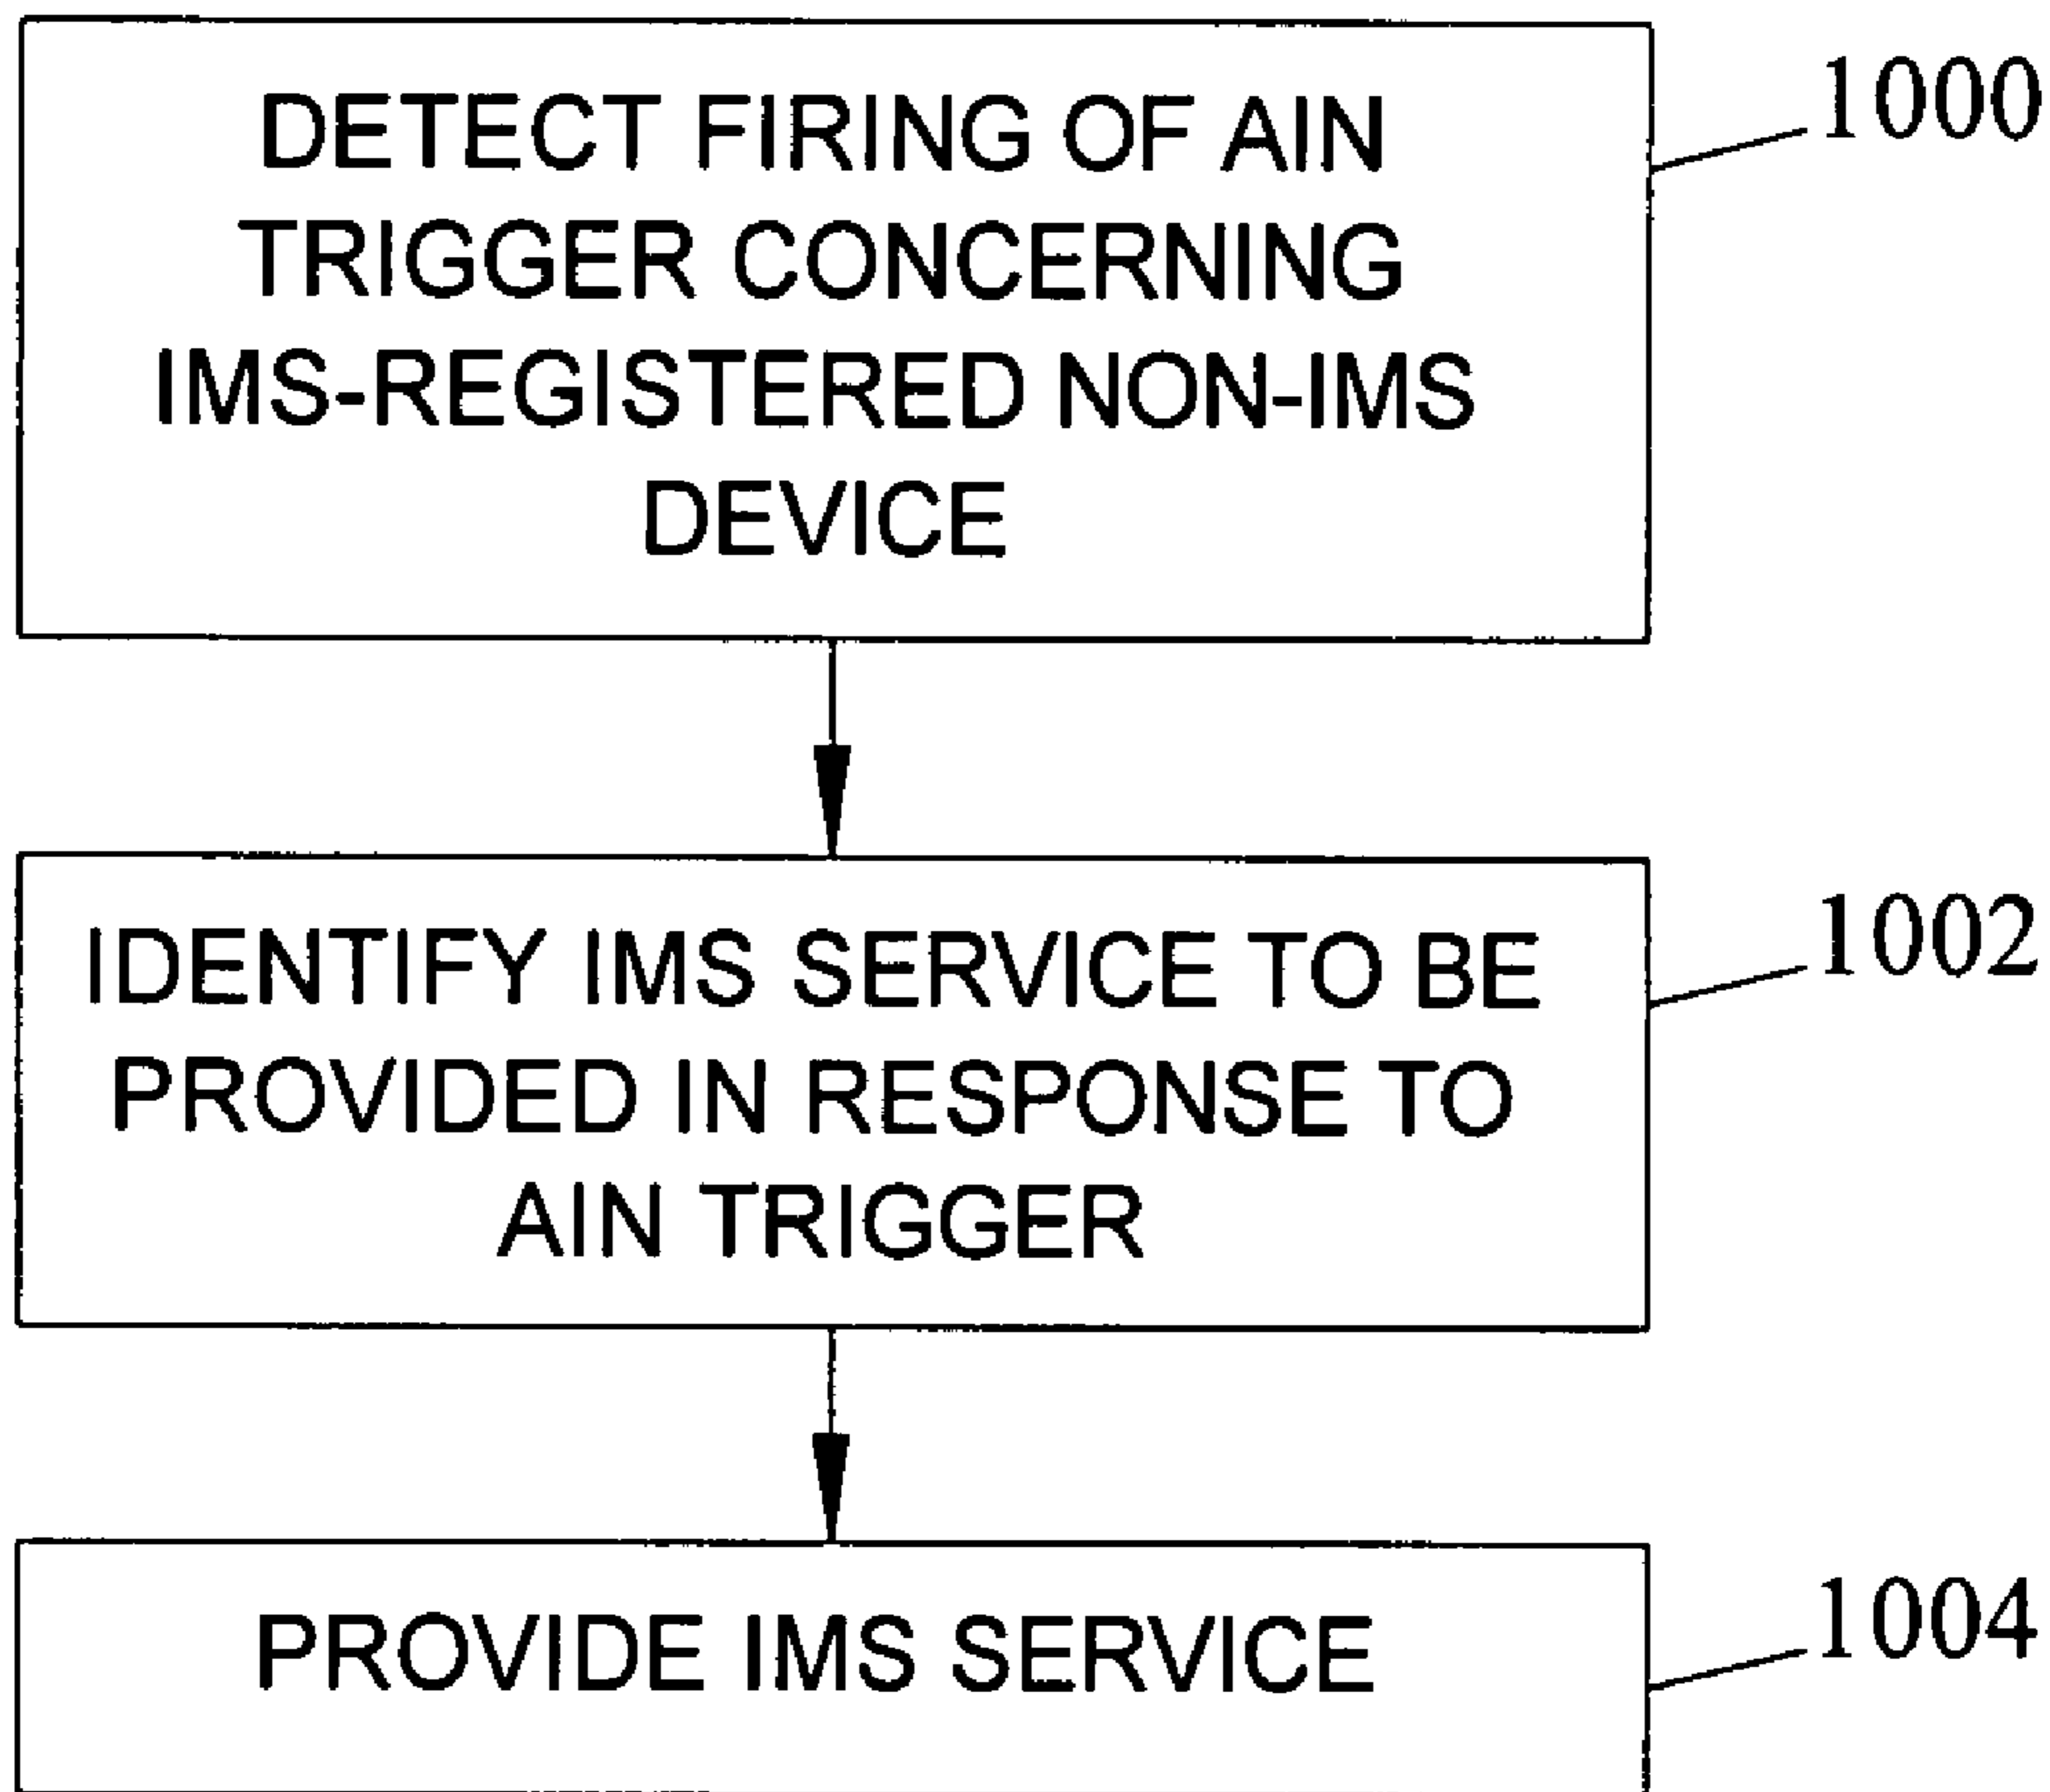 DETECT FIRING OF AIN
TRIGGER CONCERNING
IMS-REGISTERED NON-IMS
DEVICE
1000
IDENTIFY IMS SERVICE TO BE
PROVIDED IN RESPONSE TO
AIN TRIGGER
1002
PROVIDE IMS SERVICE
1004